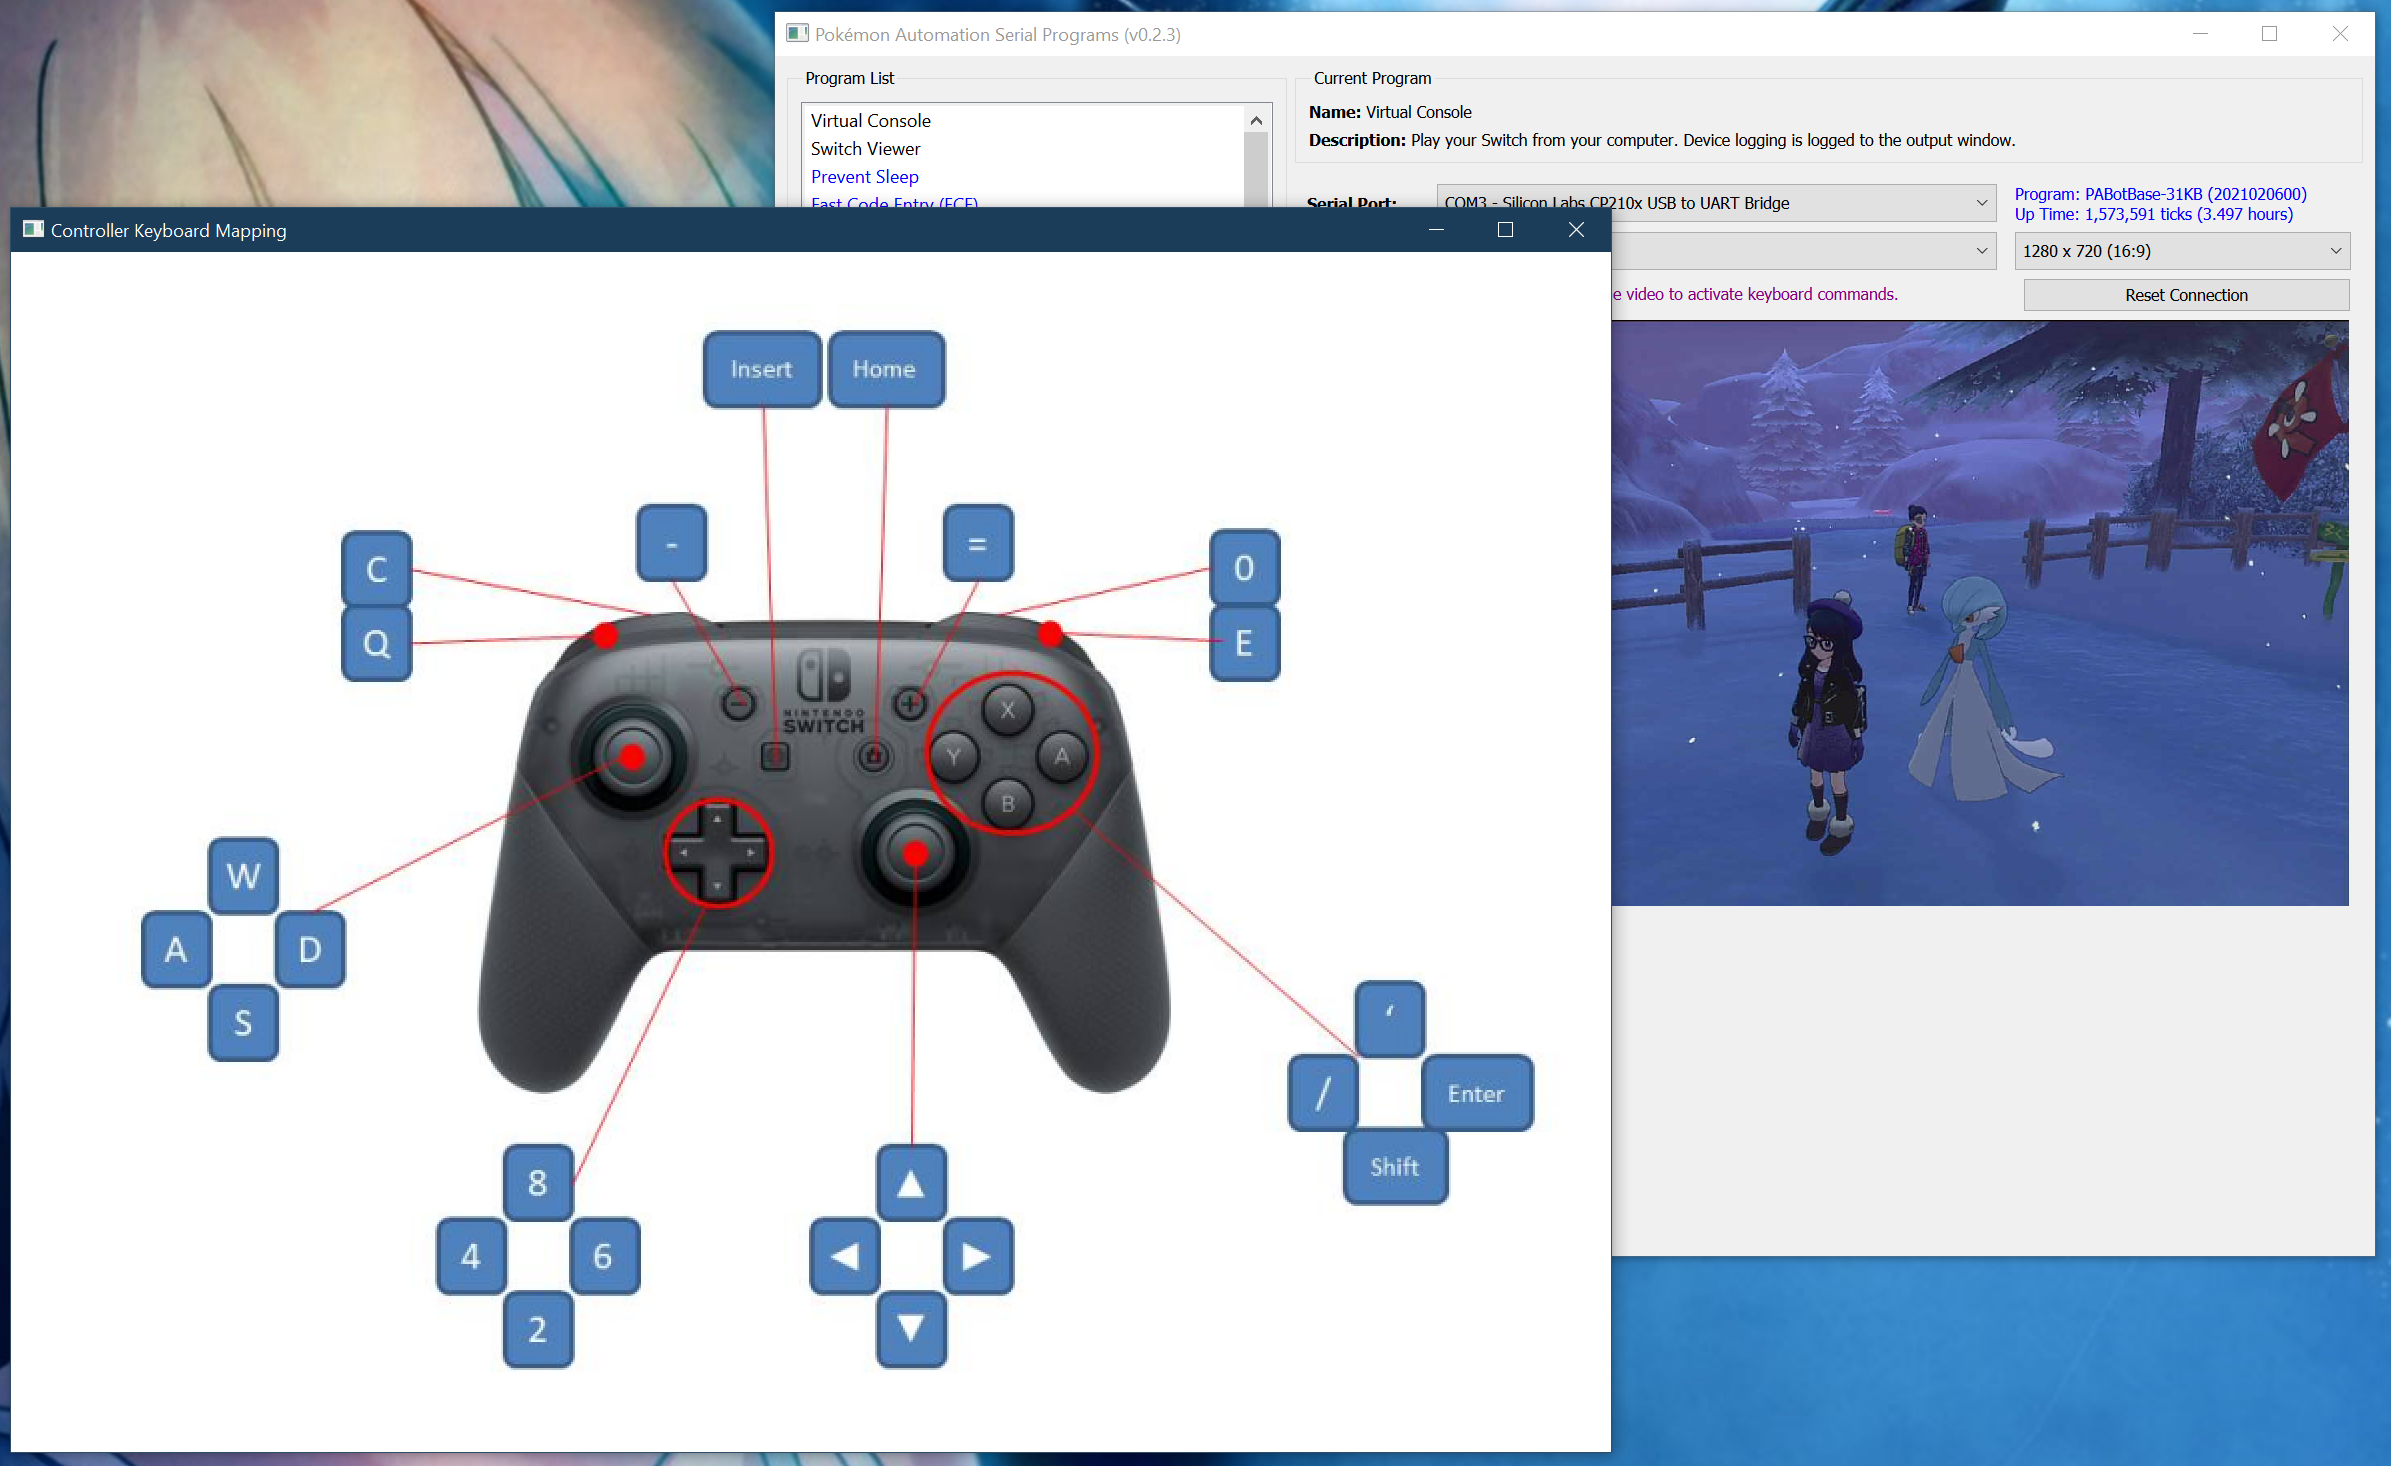 Pokémon Automation Serial Programs (v0.2.3)
Program List
Virtual Console
Switch Viewer
Prevent Sleep
Fast Code Entry (FCE)
Current Program
Name: Virtual Console
Description: Play your Switch from your computer. Device logging is logged to the output window.
Serial Port:
COM3 - Silicon Labs CP210x USB to UART Bridge
Program: PABotBase-31KB (2021020600)
Up Time: 1,573,591 ticks (3.497 hours)
1280 x 720 (16:9)
e video to activate keyboard commands.
Reset Connection
Controller Keyboard Mapping
Insert
Home
-
=
C
Q
0
E
NINTENDO
SWITCH
X
Y
A
B
W
A
D
S
‘
/
Enter
Shift
8
4
6
2